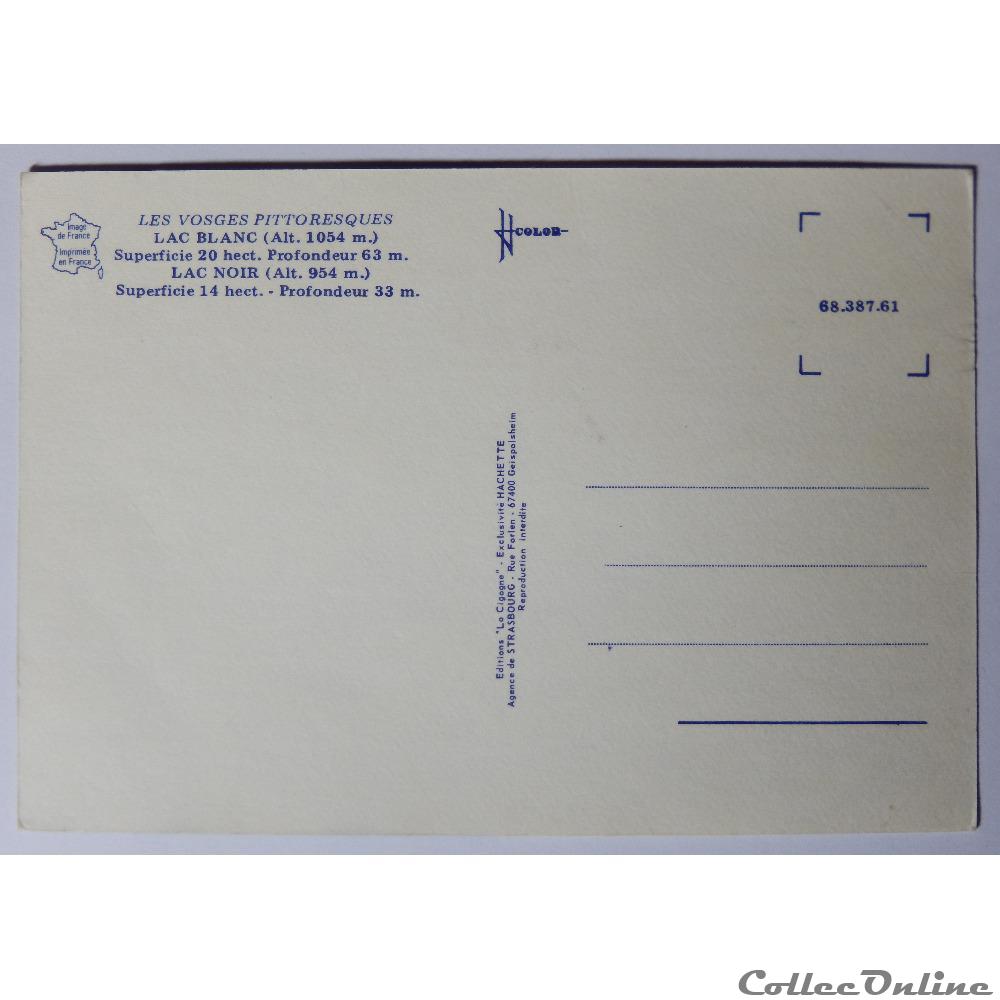 Image
de France
Imprimée
en France
LES VOSGES PITTORESQUES
LAC BLANC (Alt. 1054 m.)
Superficie 20 hect. Profondeur 63 m.
LAC NOIR (Alt. 954 m.)
Superficie 14 hect. - Profondeur 33 m.
COLOR
68.387.61
Editions "La Cigogne" - Exclusivité HACHETTE
Agence de STRASBOURG - Rue Forlen - 67400 Geispolsheim
Reproduction interdite
CollecOnline